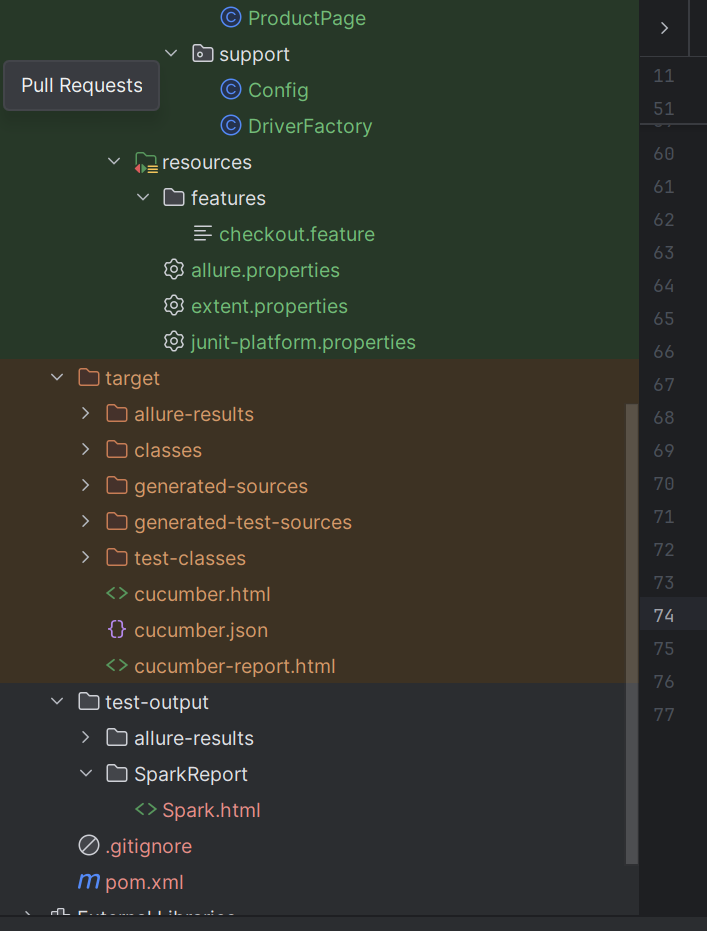 ProductPage
support
Pull Requests
Config
DriverFactory
resources
features
checkout.feature
allure.properties
extent.properties
junit-platform.properties
target
allure-results
classes
generated-sources
generated-test-sources
test-classes
cucumber.html
cucumber.json
cucumber-report.html
test-output
allure-results
SparkReport
Spark.html
.gitignore
pom.xml
External Libraries
11
51
60
61
62
63
64
65
66
67
68
69
70
71
72
73
74
75
76
77